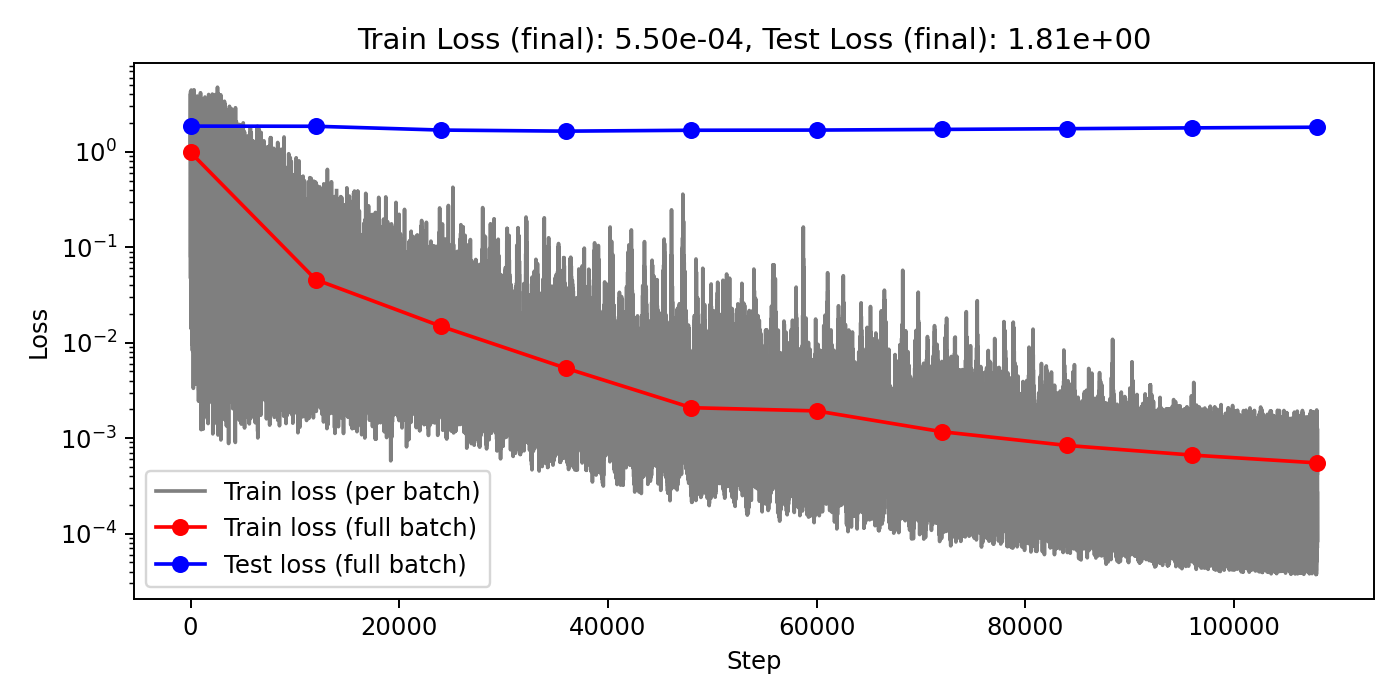 Train Loss (final): 5.50e-04, Test Loss (final): 1.81e+00
Loss
10⁰
10⁻¹
10⁻²
10⁻³
10⁻⁴
Train loss (per batch)
Train loss (full batch)
Test loss (full batch)
0 20000 40000 60000 80000 100000
Step